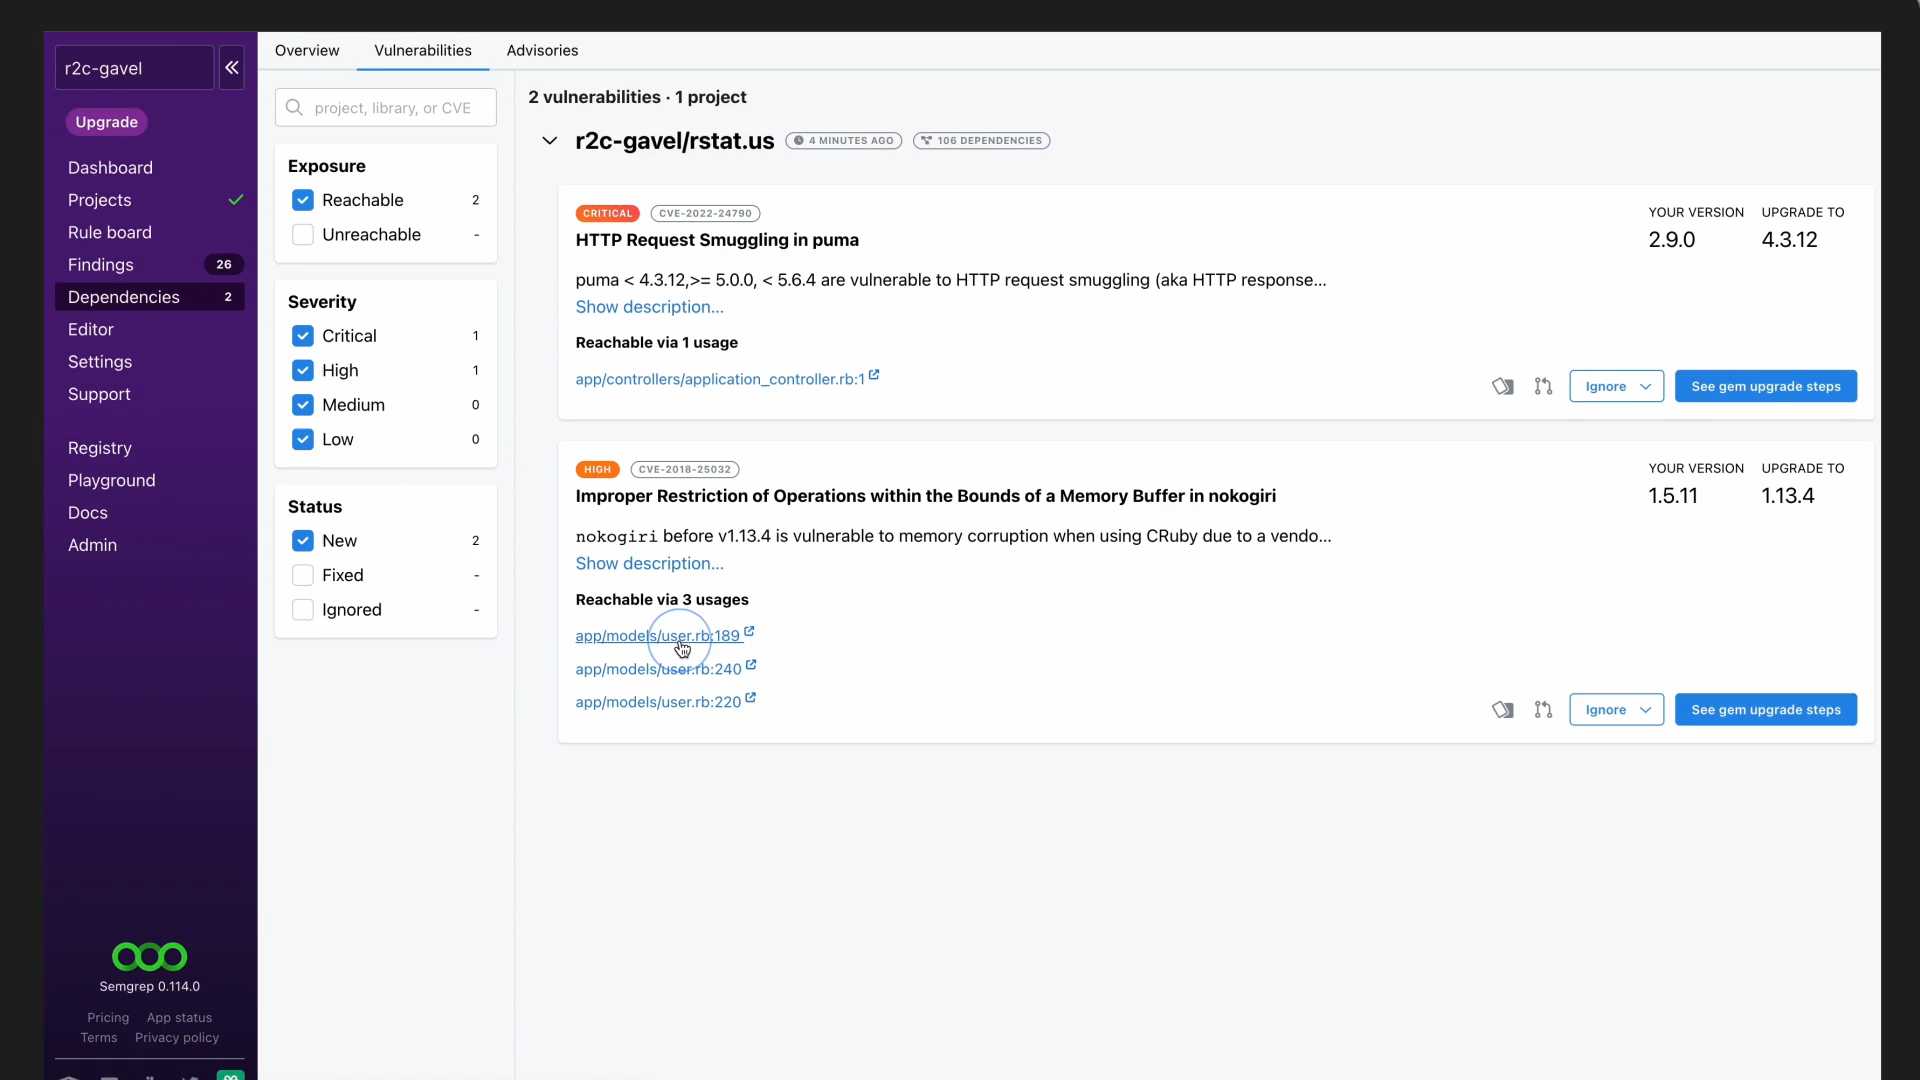 r2c-gavel
Upgrade
Dashboard
Projects
Rule board
Findings 26
Dependencies 2
Editor
Settings
Support
Registry
Playground
Docs
Admin
Semgrep 0.114.0
Pricing App status
Terms Privacy policy
Overview Vulnerabilities Advisories
project, library, or CVE
Exposure
Reachable 2
Unreachable -
Severity
Critical 1
High 1
Medium 0
Low 0
Status
New 2
Fixed -
Ignored -
2 vulnerabilities · 1 project
r2c-gavel/rstat.us 4 MINUTES AGO 106 DEPENDENCIES
CRITICAL CVE-2022-24790
HTTP Request Smuggling in puma
YOUR VERSION UPGRADE TO
2.9.0 4.3.12
puma < 4.3.12,>= 5.0.0, < 5.6.4 are vulnerable to HTTP request smuggling (aka HTTP response...
Show description...
Reachable via 1 usage
app/controllers/application_controller.rb:1
Ignore See gem upgrade steps
HIGH CVE-2018-25032
Improper Restriction of Operations within the Bounds of a Memory Buffer in nokogiri
YOUR VERSION UPGRADE TO
1.5.11 1.13.4
nokogiri before v1.13.4 is vulnerable to memory corruption when using CRuby due to a vendo...
Show description...
Reachable via 3 usages
app/models/user.rb:189
app/models/user.rb:240
app/models/user.rb:220
Ignore See gem upgrade steps